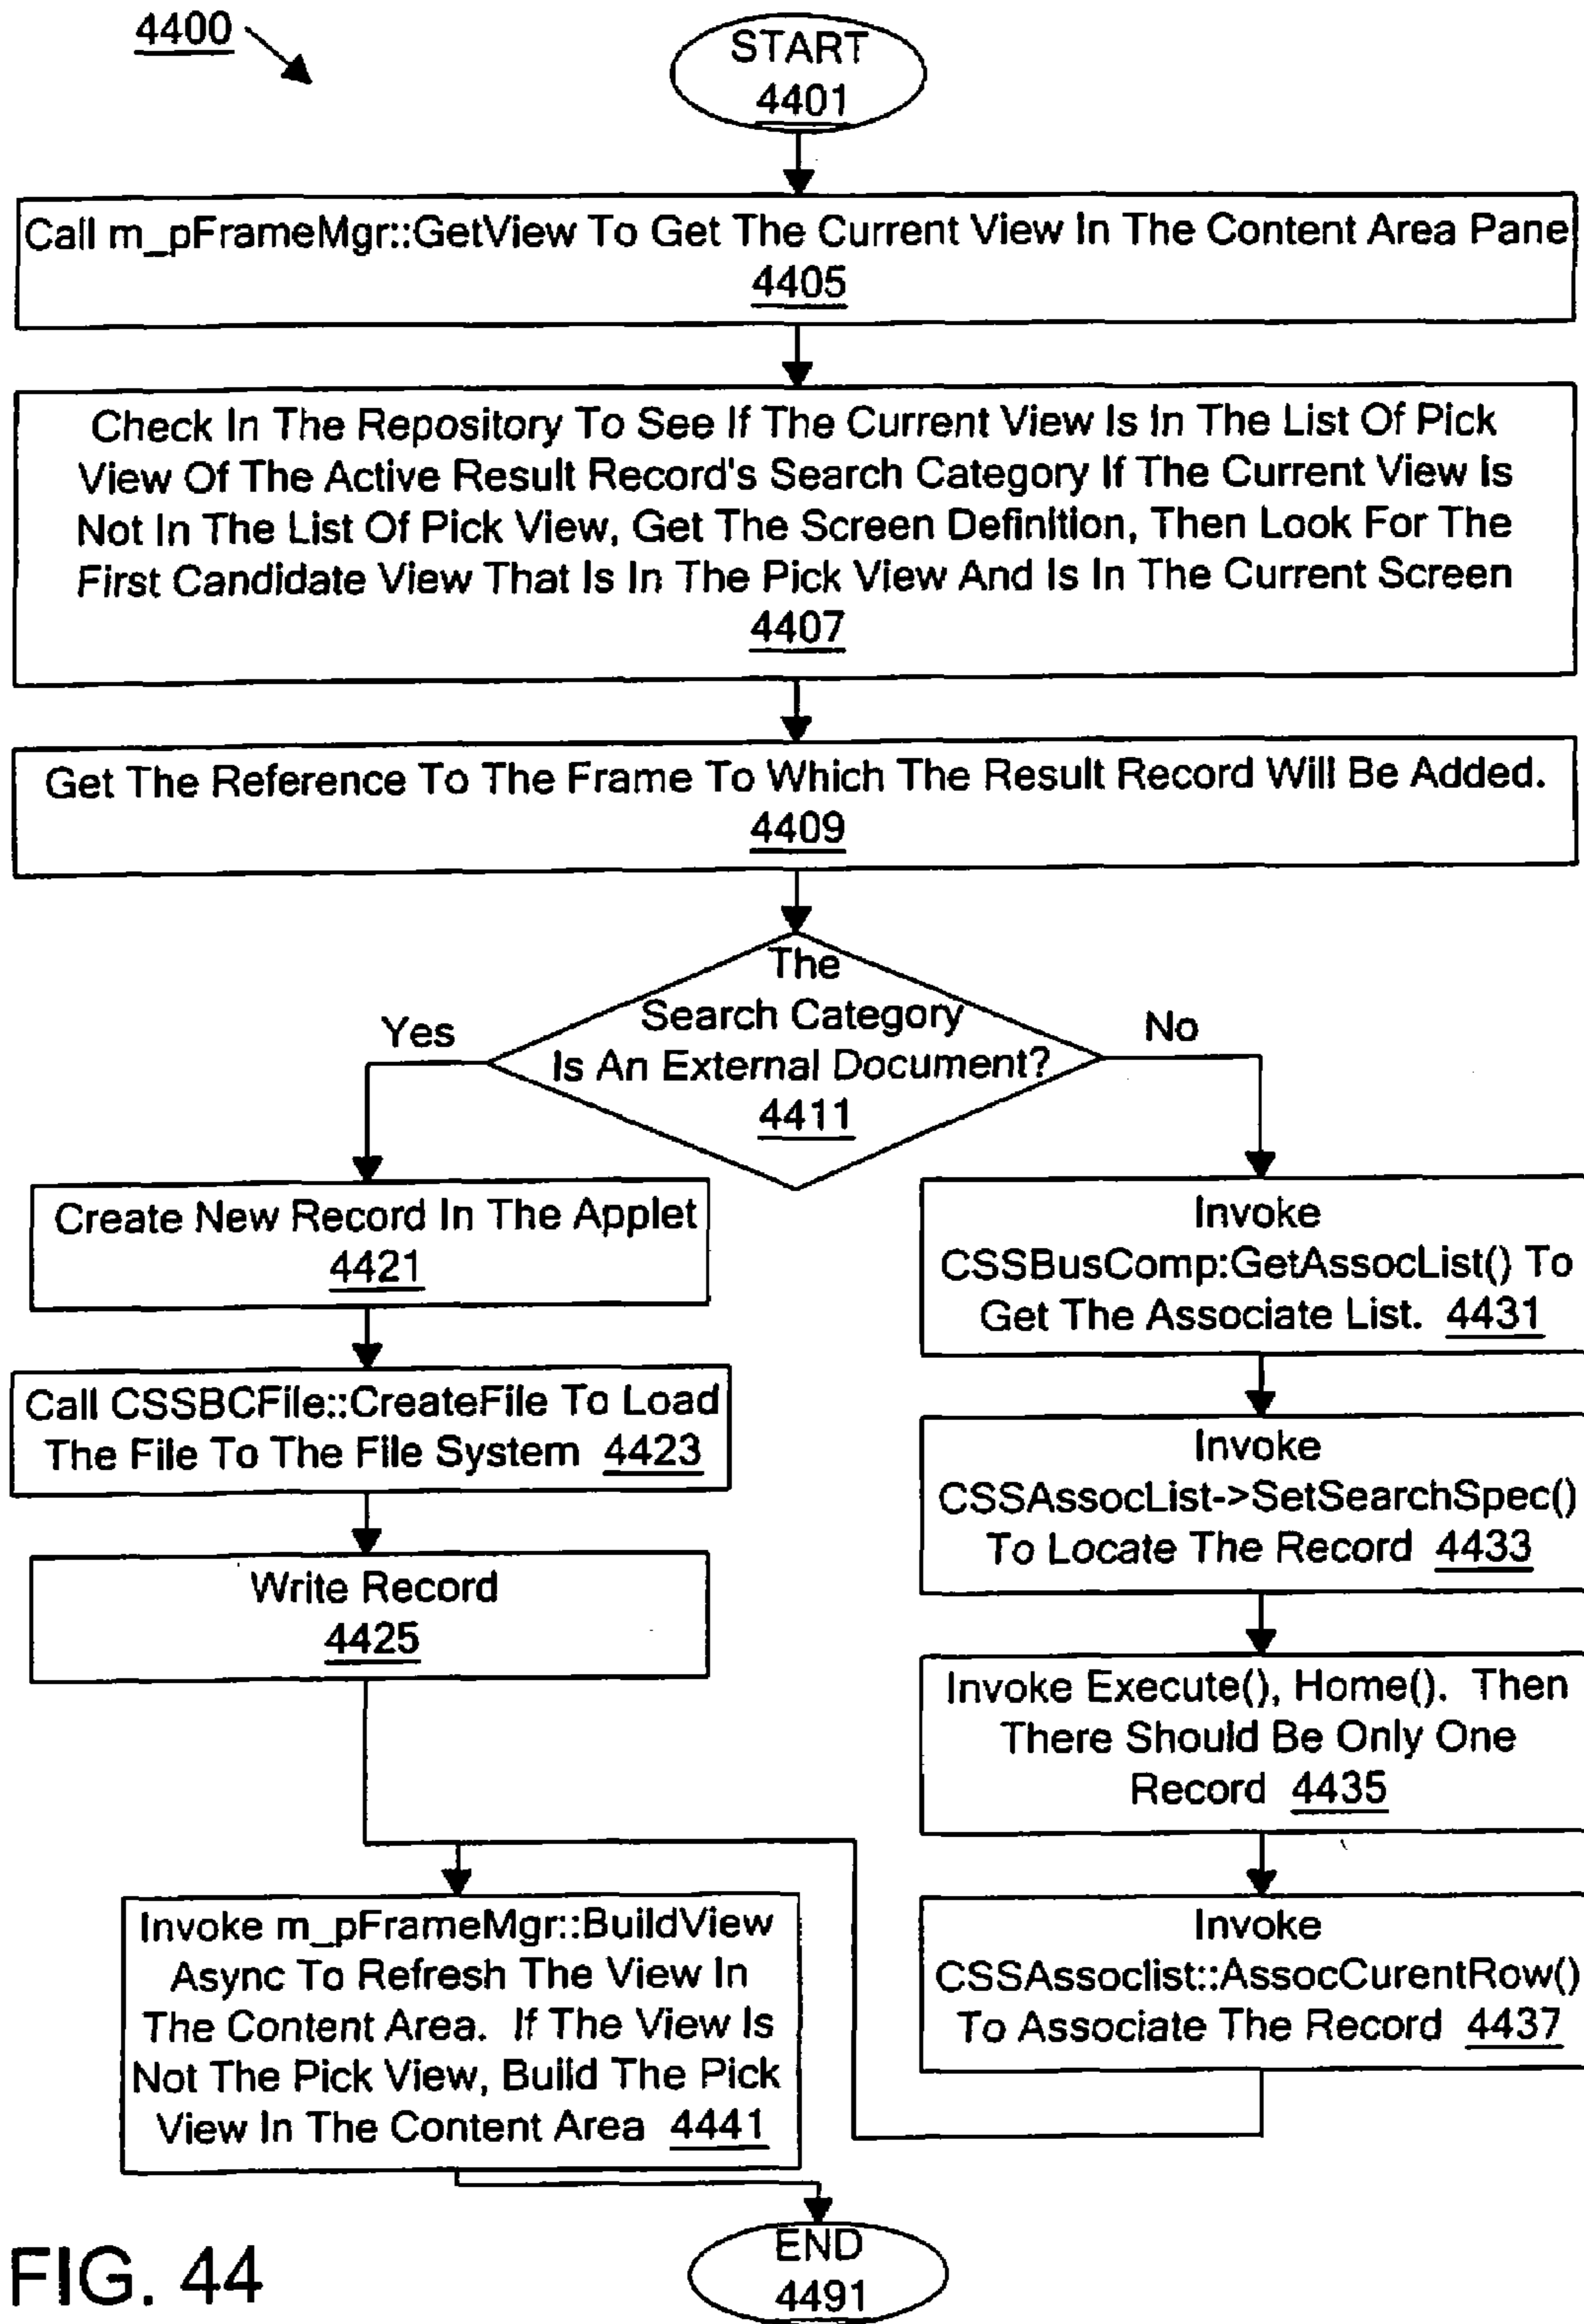 4400
START
4401
Call m_pFrameMgr::GetView To Get The Current View In The Content Area Pane
4405
Check In The Repository To See If The Current View Is In The List Of Pick
View Of The Active Result Record's Search Category If The Current View Is
Not In The List Of Pick View, Get The Screen Definition, Then Look For The
First Candidate View That Is In The Pick View And Is In The Current Screen
4407
Get The Reference To The Frame To Which The Result Record Will Be Added.
4409
The
Search Category
Is An External Document?
4411
Yes
No
Create New Record In The Applet
4421
Call CSSBCFile::CreateFile To Load
The File To The File System 4423
Write Record
4425
Invoke
CSSBusComp:GetAssocList() To
Get The Associate List. 4431
Invoke
CSSAssocList->SetSearchSpec()
To Locate The Record 4433
Invoke Execute(), Home(). Then
There Should Be Only One
Record 4435
Invoke
CSSAssoclist::AssocCurentRow()
To Associate The Record 4437
Invoke m_pFrameMgr::BuildView
Async To Refresh The View In
The Content Area. If The View Is
Not The Pick View, Build The Pick
View In The Content Area 4441
END
4491
FIG. 44